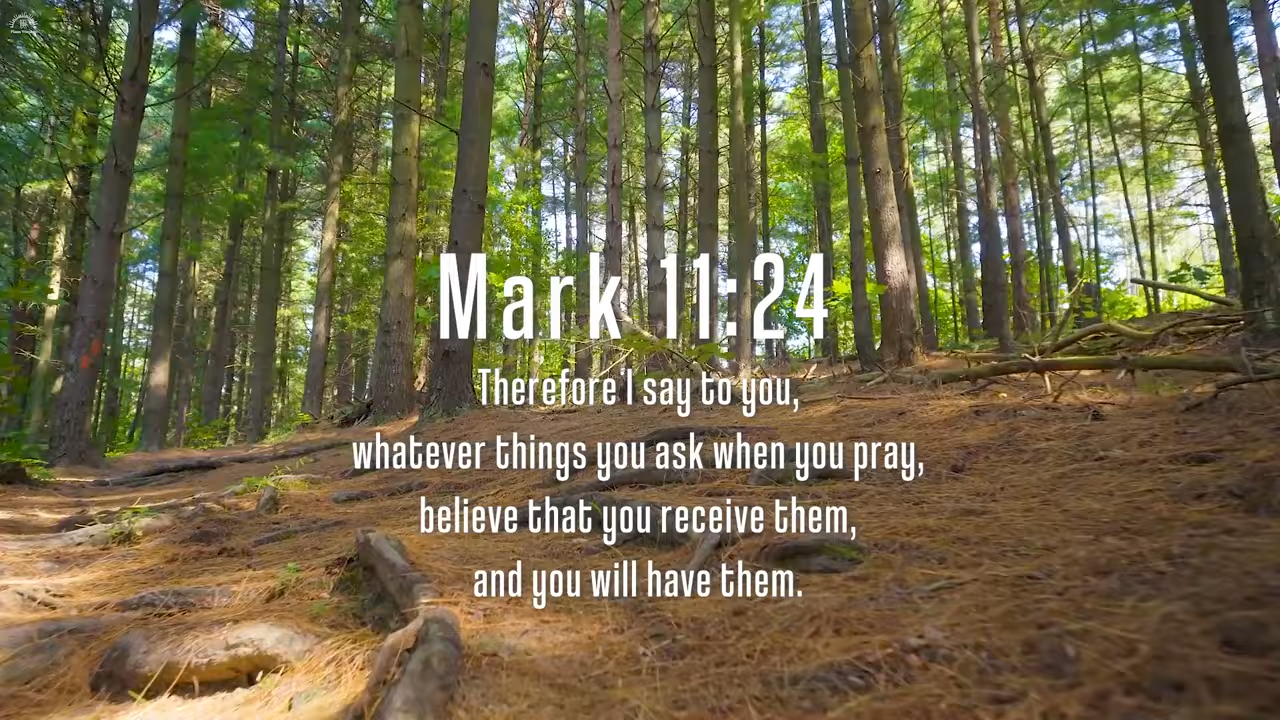 Mark 11:24
Therefore I say to you,
whatever things you ask when you pray,
believe that you receive them,
and you will have them.